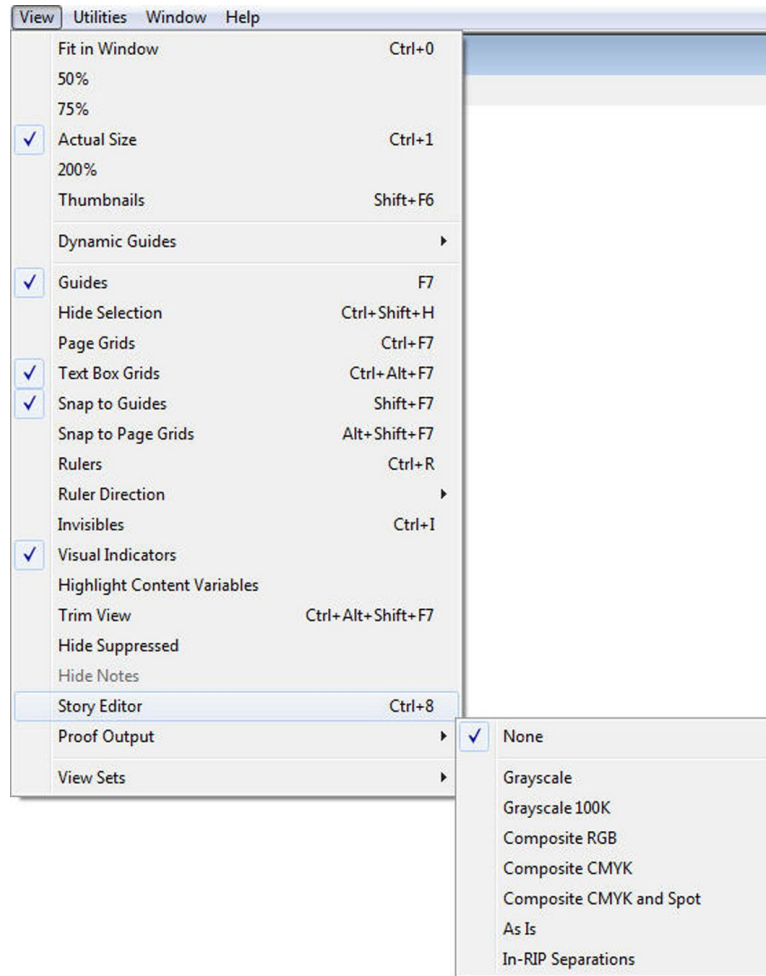 View Utilities Window Help
Fit in Window Ctrl+0
50%
75%
Actual Size Ctrl+1
200%
Thumbnails Shift+F6
Dynamic Guides
Guides F7
Hide Selection Ctrl+Shift+H
Page Grids Ctrl+F7
Text Box Grids Ctrl+Alt+F7
Snap to Guides Shift+F7
Snap to Page Grids Alt+Shift+F7
Rulers Ctrl+R
Ruler Direction
Invisibles Ctrl+I
Visual Indicators
Highlight Content Variables
Trim View Ctrl+Alt+Shift+F7
Hide Suppressed
Hide Notes
Story Editor Ctrl+8
Proof Output
View Sets
None
Grayscale
Grayscale 100K
Composite RGB
Composite CMYK
Composite CMYK and Spot
As Is
In-RIP Separations